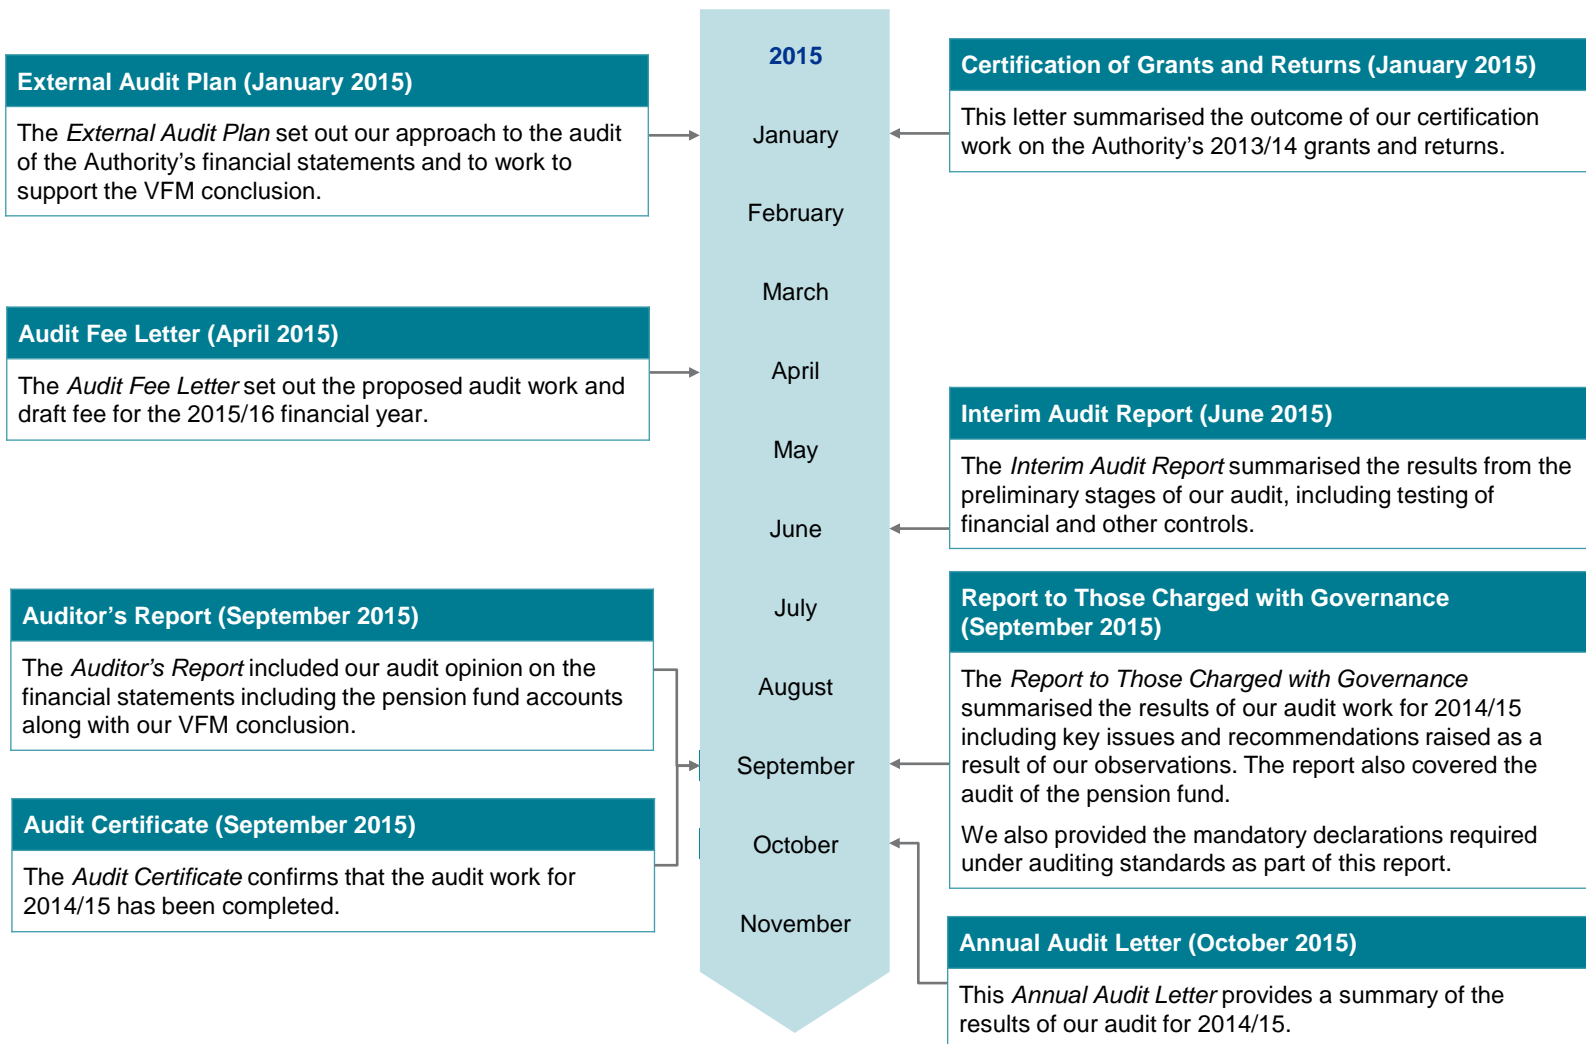 External Audit Plan (January 2015)
The External Audit Plan set out our approach to the audit
of the Authority’s financial statements and to work to
support the VFM conclusion.
Audit Fee Letter (April 2015)
The Audit Fee Letter set out the proposed audit work and
draft fee for the 2015/16 financial year.
Auditor’s Report (September 2015)
The Auditor’s Report included our audit opinion on the
financial statements including the pension fund accounts
along with our VFM conclusion.
Audit Certificate (September 2015)
The Audit Certificate confirms that the audit work for
2014/15 has been completed.
2015
January
February
March
April
May
June
July
August
September
October
November
Certification of Grants and Returns (January 2015)
This letter summarised the outcome of our certification
work on the Authority’s 2013/14 grants and returns.
Interim Audit Report (June 2015)
The Interim Audit Report summarised the results from the
preliminary stages of our audit, including testing of
financial and other controls.
Report to Those Charged with Governance
(September 2015)
The Report to Those Charged with Governance
summarised the results of our audit work for 2014/15
including key issues and recommendations raised as a
result of our observations. The report also covered the
audit of the pension fund.
We also provided the mandatory declarations required
under auditing standards as part of this report.
Annual Audit Letter (October 2015)
This Annual Audit Letter provides a summary of the
results of our audit for 2014/15.